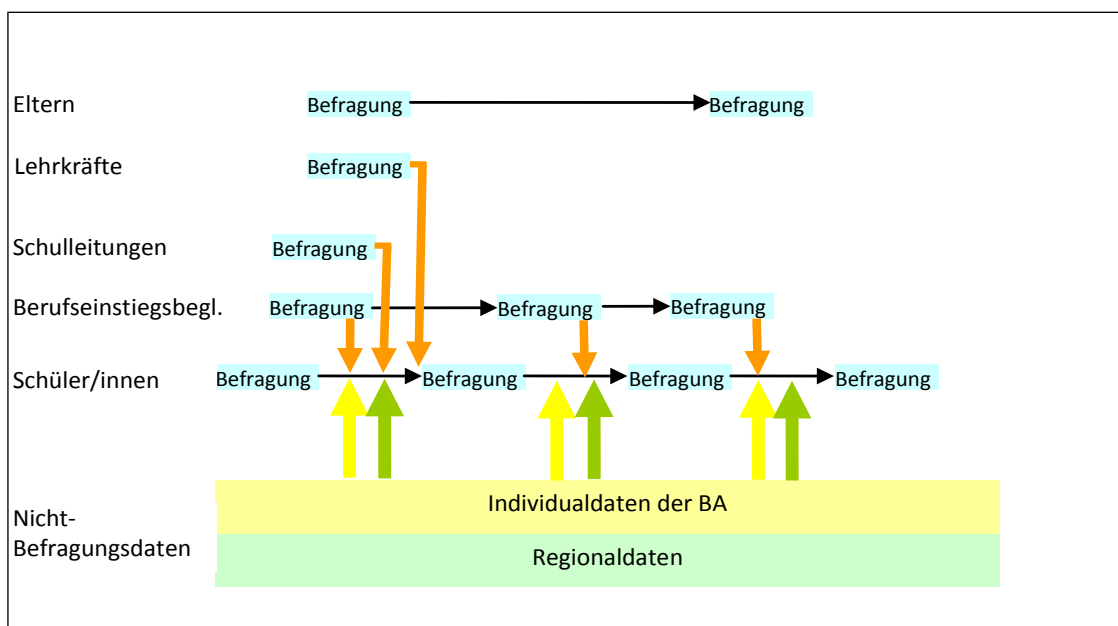 Eltern Befragung Befragung
Lehrkräfte Befragung
Schulleitungen Befragung
Berufseinstiegsbegl. Befragung Befragung Befragung
Schüler/innen Befragung Befragung Befragung Befragung
Individualdaten der BA
Nicht-
Befragungsdaten
Regionaldaten